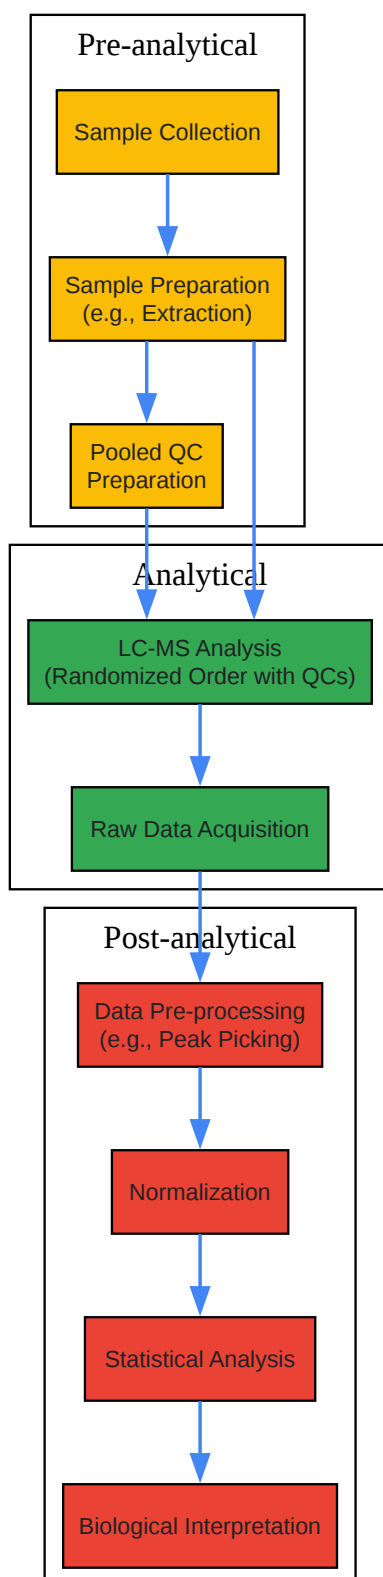 Pre-analytical
Sample Collection
Sample Preparation
(e.g., Extraction)
Pooled QC
Preparation
Analytical
LC-MS Analysis
(Randomized Order with QCs)
Raw Data Acquisition
Post-analytical
Data Pre-processing
(e.g., Peak Picking)
Normalization
Statistical Analysis
Biological Interpretation